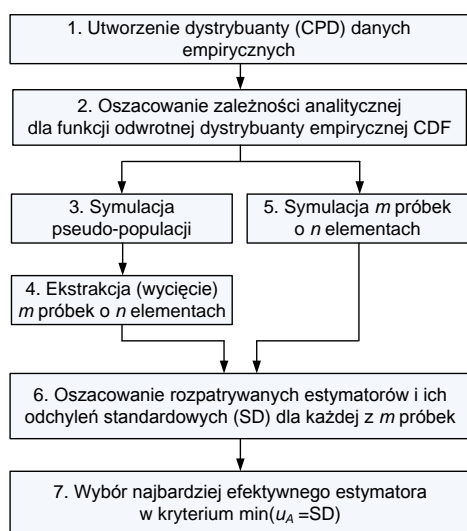 1. Utworzenie dystrybuanty (CPD) danych
empirycznych
2. Oszacowanie zależności analitycznej
dla funkcji odwrotnej dystrybuanty empirycznej CDF
3. Symulacja
pseudo-populacji
5. Symulacja m próbek
o n elementach
4. Ekstrakcja (wycięcie)
m próbek o n elementach
6. Oszacowanie rozpatrywanych estymatorów i ich
odchyleń standardowych (SD) dla każdej z m próbek
7. Wybór najbardziej efektywnego estymatora
w kryterium min(u_A =SD)